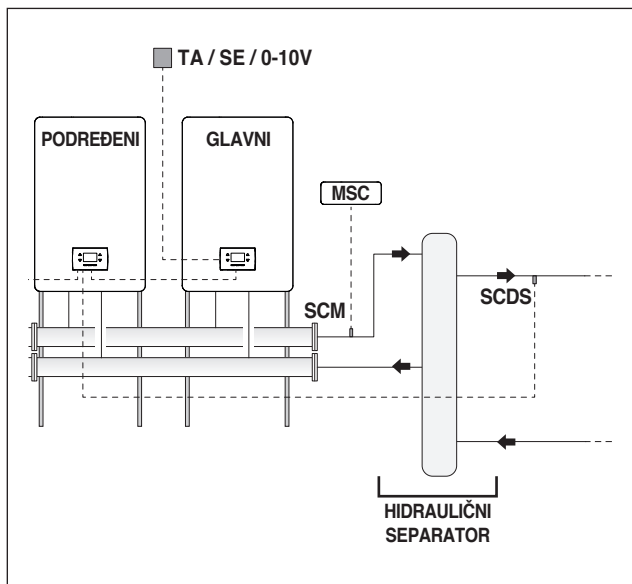 TA / SE / 0-10V
PODREĐENI
GLAVNI
MSC
SCM
SCDS
HIDRAULIČNI
SEPARATOR